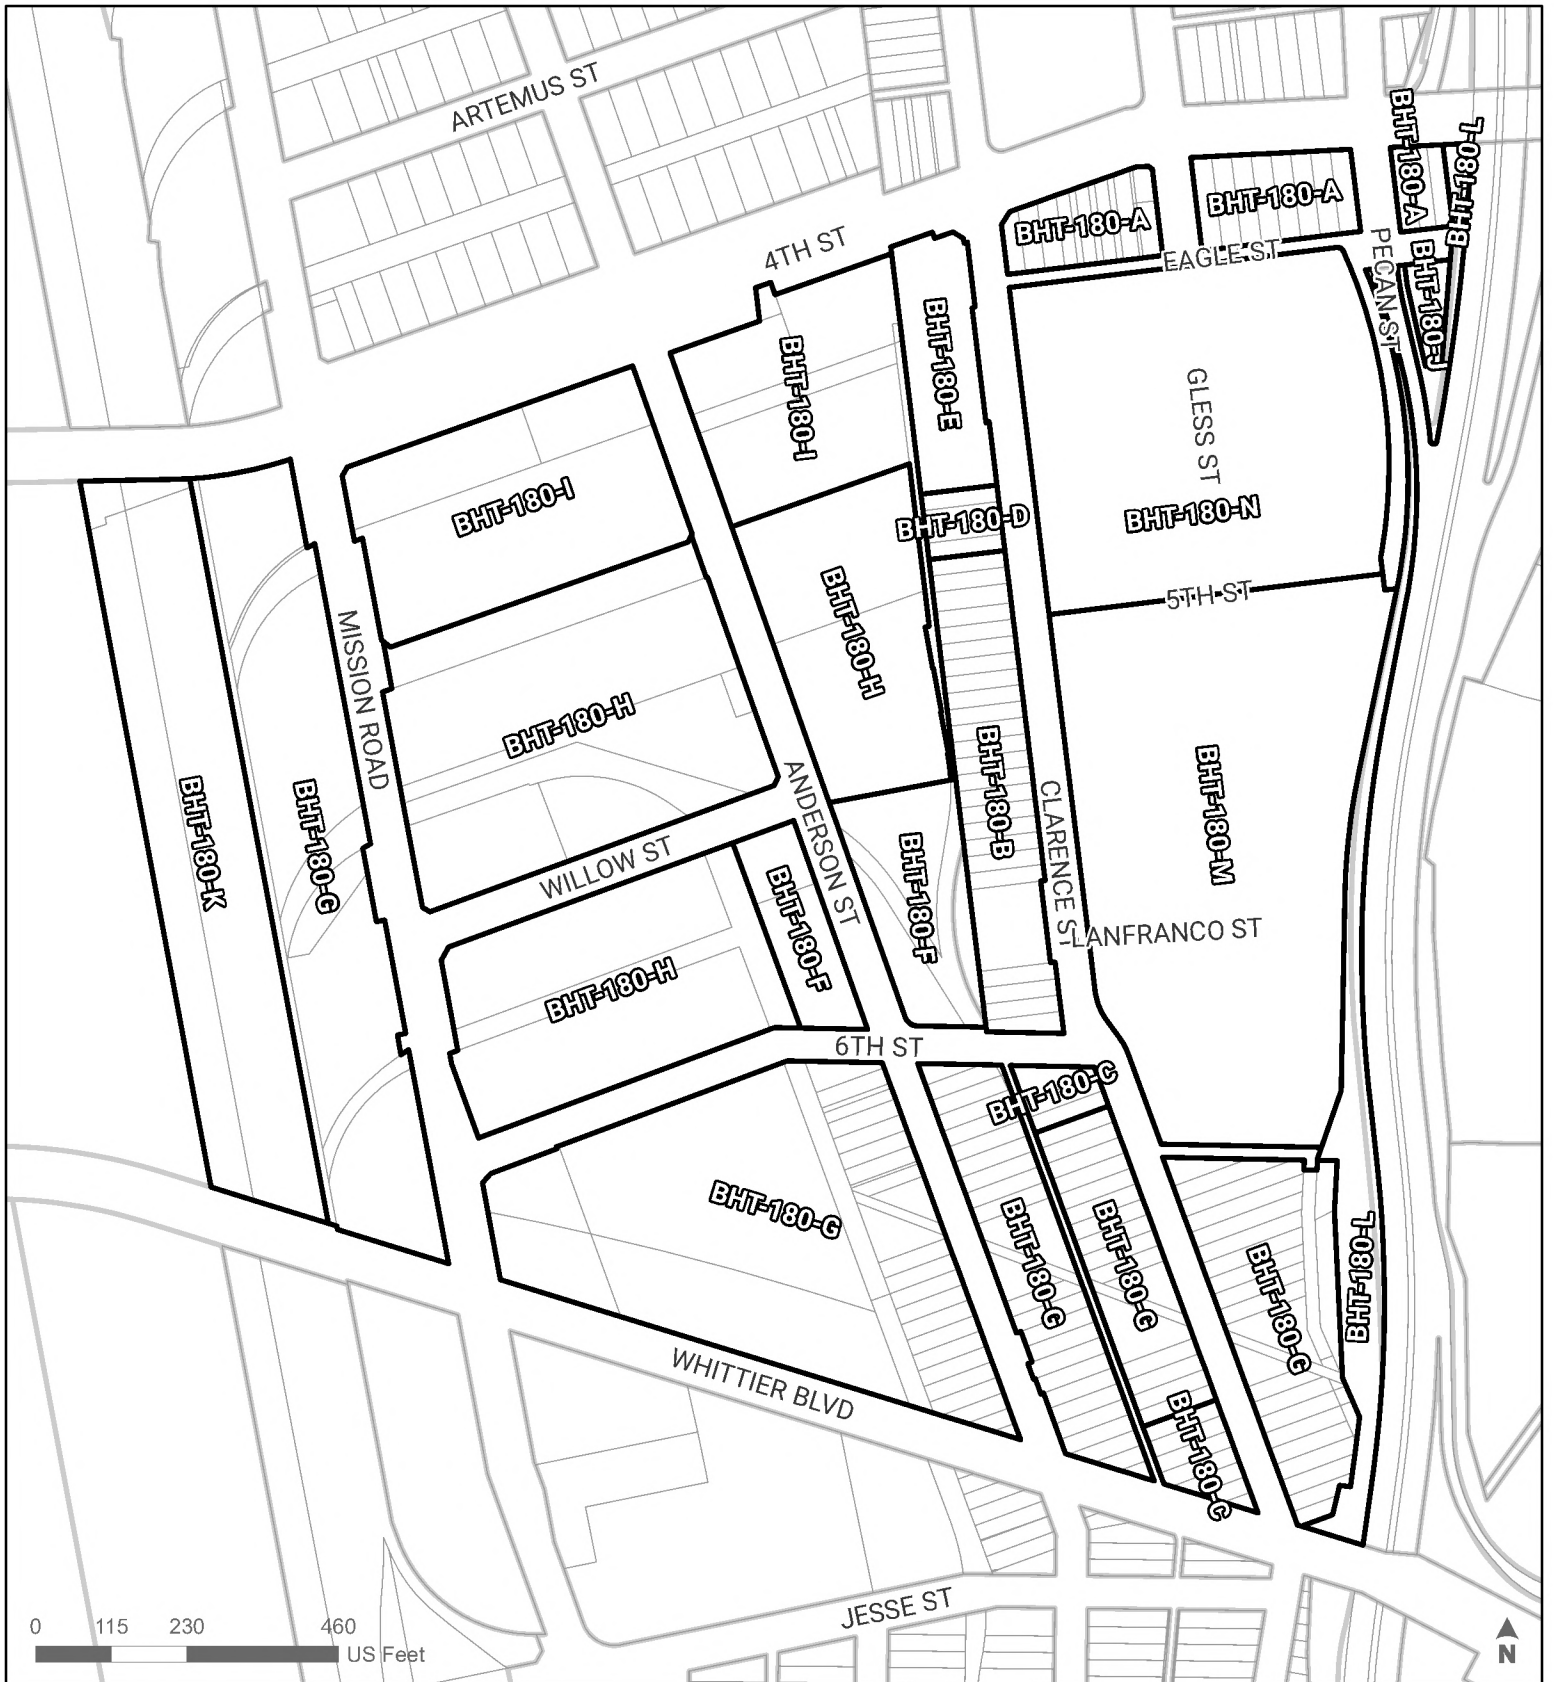 ARTEMUS ST
4TH ST
BHT-180-A
BHT-180-A
BHT-180-A
BHT-180-L
EAGLE ST
PECAN ST
BHT-180-J
BHT-180-I
BHT-180-E
GLESS ST
BHT-180-I
BHT-180-D
BHT-180-N
5TH ST
MISSION ROAD
BHT-180-H
BHT-180-H
BHT-180-K
BHT-180-G
ANDERSON ST
BHT-180-B
CLARENCE ST
BHT-180-M
WILLOW ST
BHT-180-F
BHT-180-F
LANFRANCO ST
BHT-180-H
6TH ST
BHT-180-C
BHT-180-G
BHT-180-G
BHT-180-G
BHT-180-G
BHT-180-L
WHITTIER BLVD
BHT-180-C
JESSE ST
0 115 230 460
US Feet
N